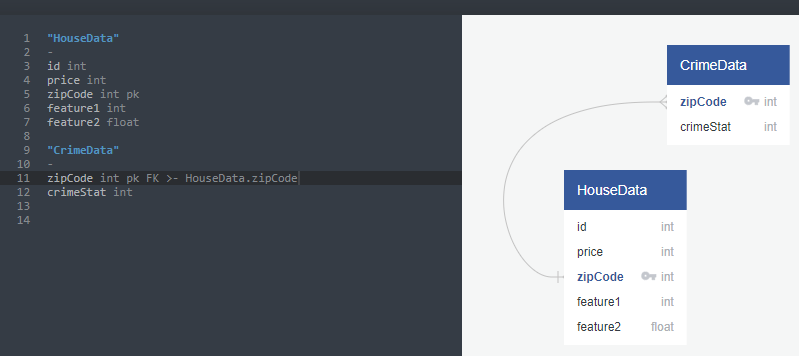 1 "HouseData"
2 -
3 id int
4 price int
5 zipCode int pk
6 feature1 int
7 feature2 float
8
9 "CrimeData"
10 -
11 zipCode int pk FK >- HouseData.zipCode
12 crimeStat int
13
14
CrimeData
zipCode int
crimeStat int
HouseData
id int
price int
zipCode int
feature1 int
feature2 float